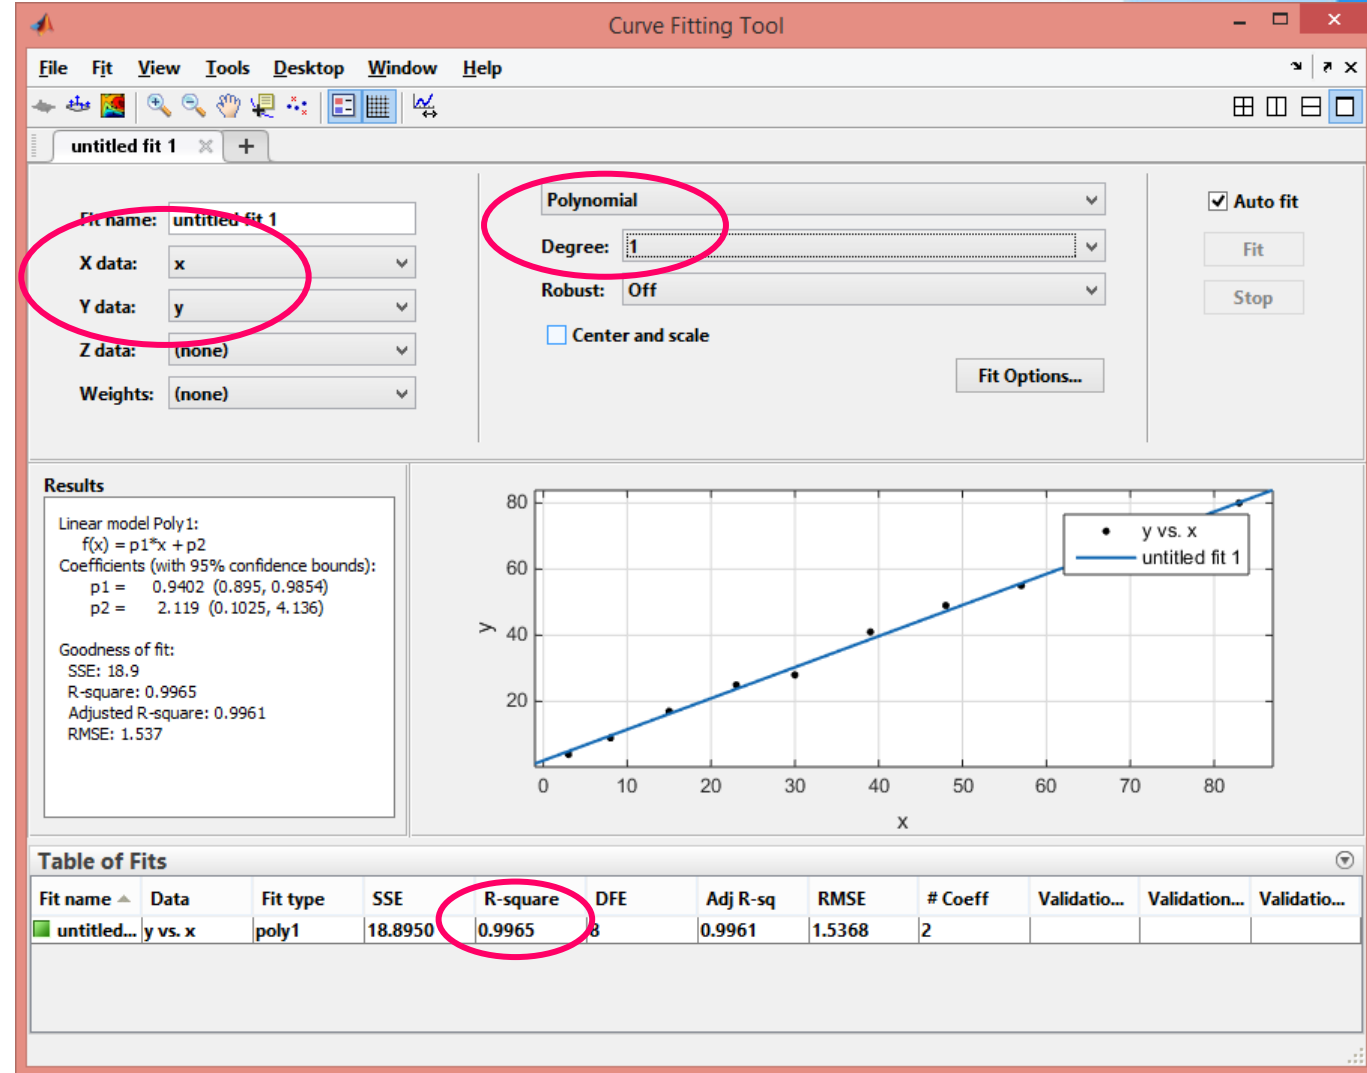 Curve Fitting Tool
File Fit View Tools Desktop Window Help
untitled fit 1
Fit name: untitled fit 1
X data: x
Y data: y
Z data: (none)
Weights: (none)
Polynomial
Degree: 1
Robust: Off
Center and scale
Fit Options...
Auto fit
Fit
Stop
Results
Linear model Poly1:
f(x) = p1*x + p2
Coefficients (with 95% confidence bounds):
p1 = 0.9402 (0.895, 0.9854)
p2 = 2.119 (0.1025, 4.136)
Goodness of fit:
SSE: 18.9
R-square: 0.9965
Adjusted R-square: 0.9961
RMSE: 1.537
80
60
40
20
y
0 10 20 30 40 50 60 70 80
x
y vs. x
untitled fit 1
Table of Fits
Fit name Data Fit type SSE R-square DFE Adj R-sq RMSE # Coeff Validatio... Validation... Validatio...
untitled... y vs. x poly1 18.8950 0.9965 8 0.9961 1.5368 2